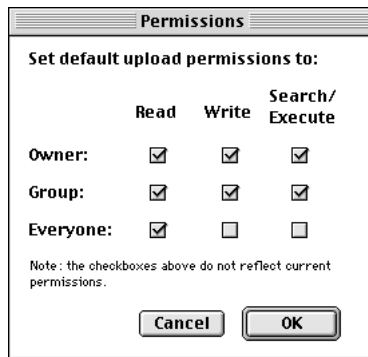 Permissions
Set default upload permissions to:
Read Write Search/
Execute
Owner:
Group:
Everyone:
Note: the checkboxes above do not reflect current
permissions.
Cancel OK